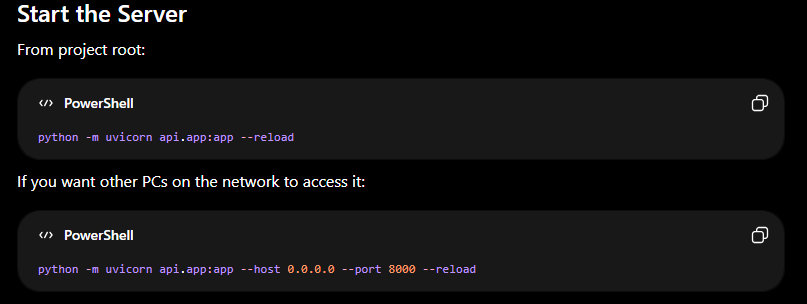 Start the Server
From project root:
PowerShell
python -m uvicorn api.app:app --reload
If you want other PCs on the network to access it:
PowerShell
python -m uvicorn api.app:app --host 0.0.0.0 --port 8000 --reload